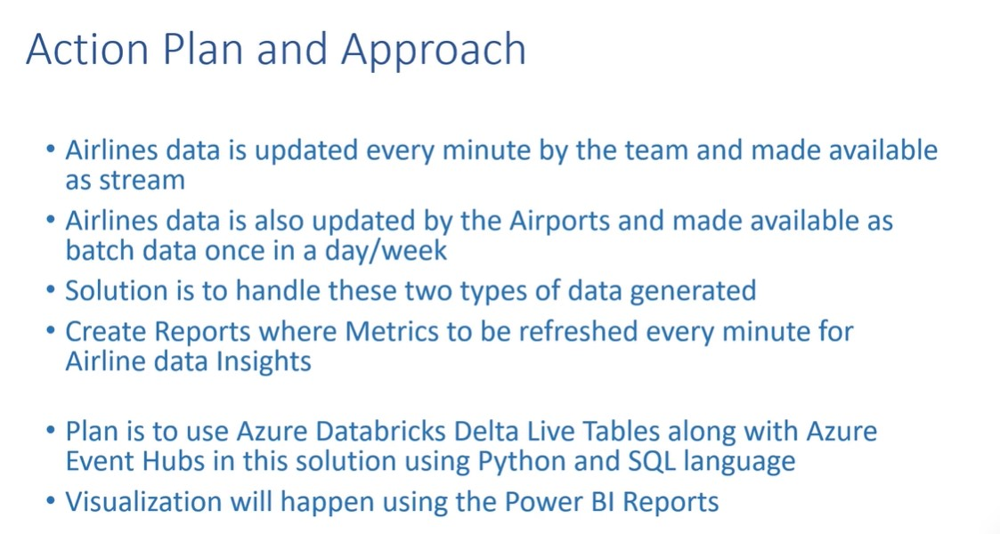 Action Plan and Approach
• Airlines data is updated every minute by the team and made available
as stream
• Airlines data is also updated by the Airports and made available as
batch data once in a day/week
• Solution is to handle these two types of data generated
• Create Reports where Metrics to be refreshed every minute for
Airline data Insights
• Plan is to use Azure Databricks Delta Live Tables along with Azure
Event Hubs in this solution using Python and SQL language
• Visualization will happen using the Power BI Reports